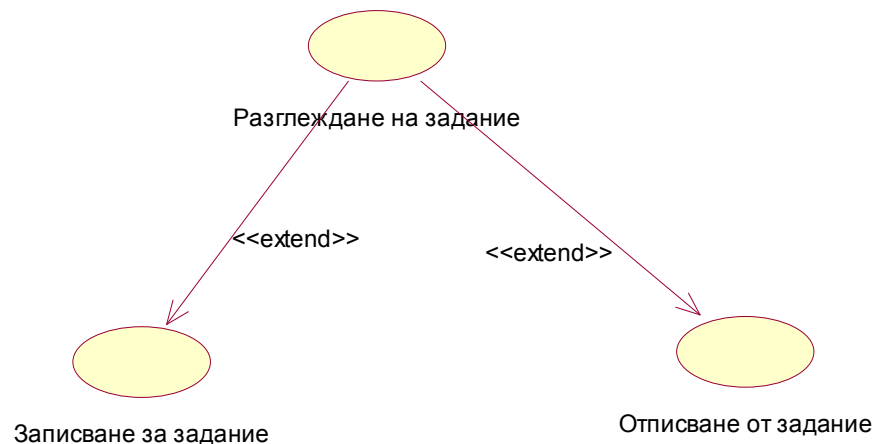 Разглеждане на задание
<<extend>>
<<extend>>
Записване за задание
Отписване от задание